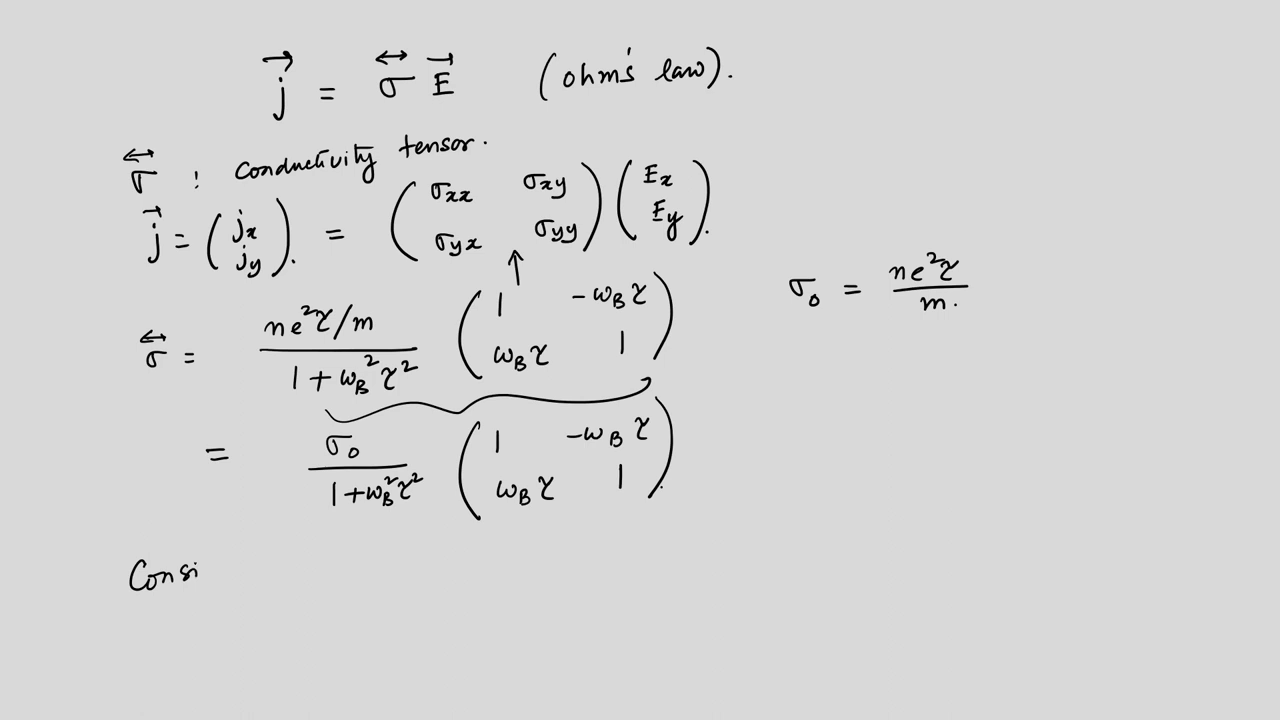 j⃗ = σ⃡ E⃗ (ohm's law).
σ⃡ : Conductivity tensor.
j⃗ = (jx jy). = (σxx σxy σyx σyy) (Ex Ey).
σ⃡ = ne²τ/m / 1 + ωB²τ² (1 -ωBτ ωBτ 1)
σ₀ = ne²τ / m.
= σ₀ / 1+ωB²τ² (1 -ωBτ ωBτ 1).
Consi